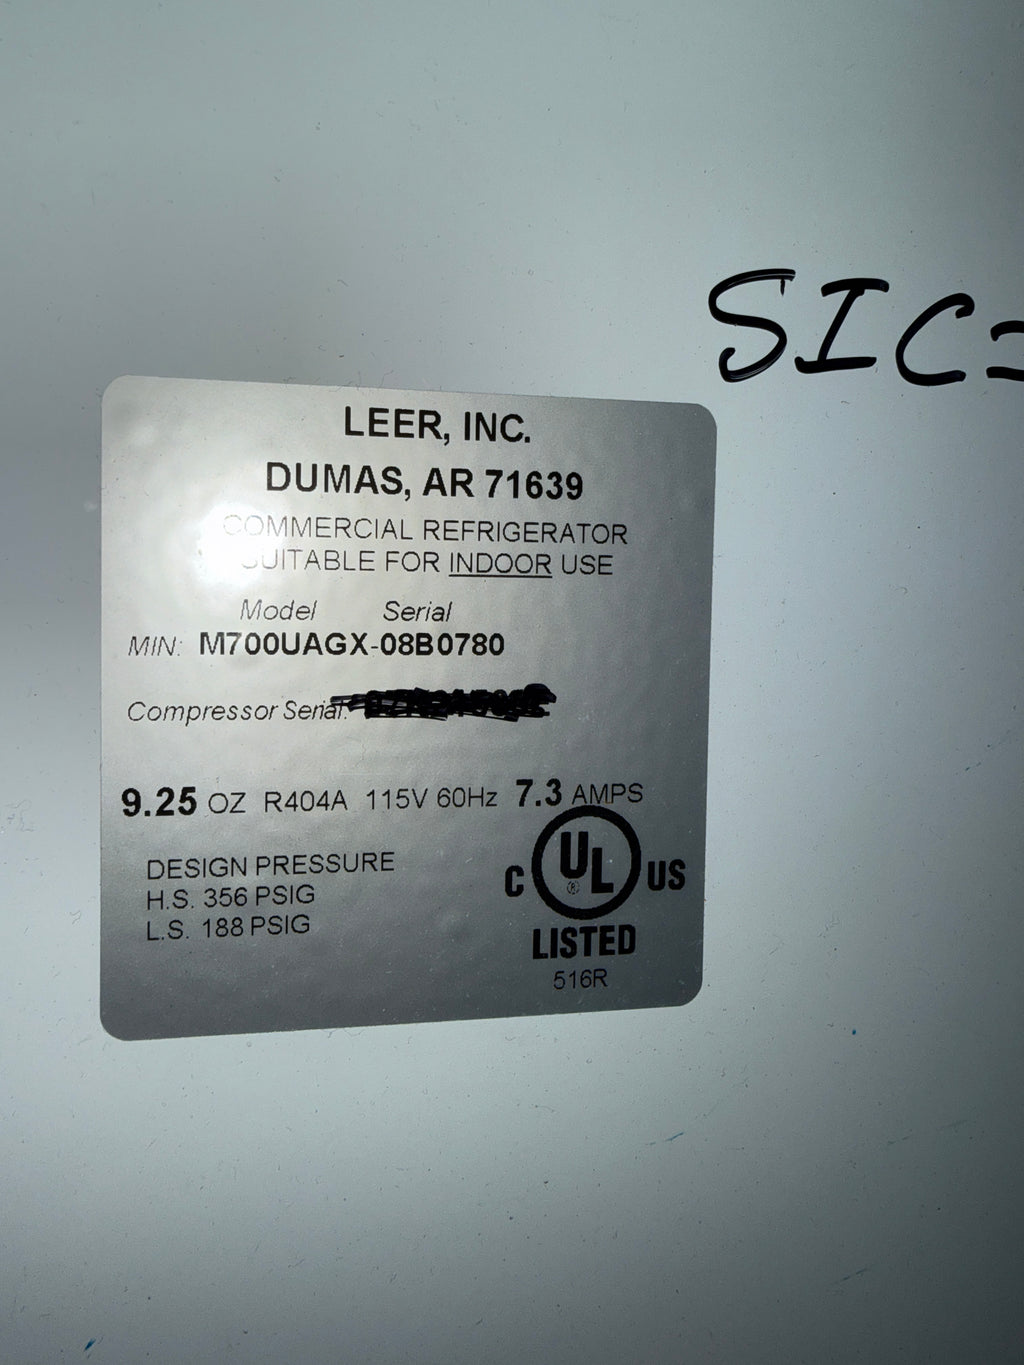 SIC=
LEER, INC.
DUMAS, AR 71639
COMMERCIAL REFRIGERATOR
SUITABLE FOR INDOOR USE
Model Serial
MIN: M700UAGX-08B0780
Compressor Serial:
9.25 OZ R404A 115V 60Hz 7.3 AMPS
DESIGN PRESSURE
H.S. 356 PSIG
L.S. 188 PSIG
C UL ® US
LISTED
516R